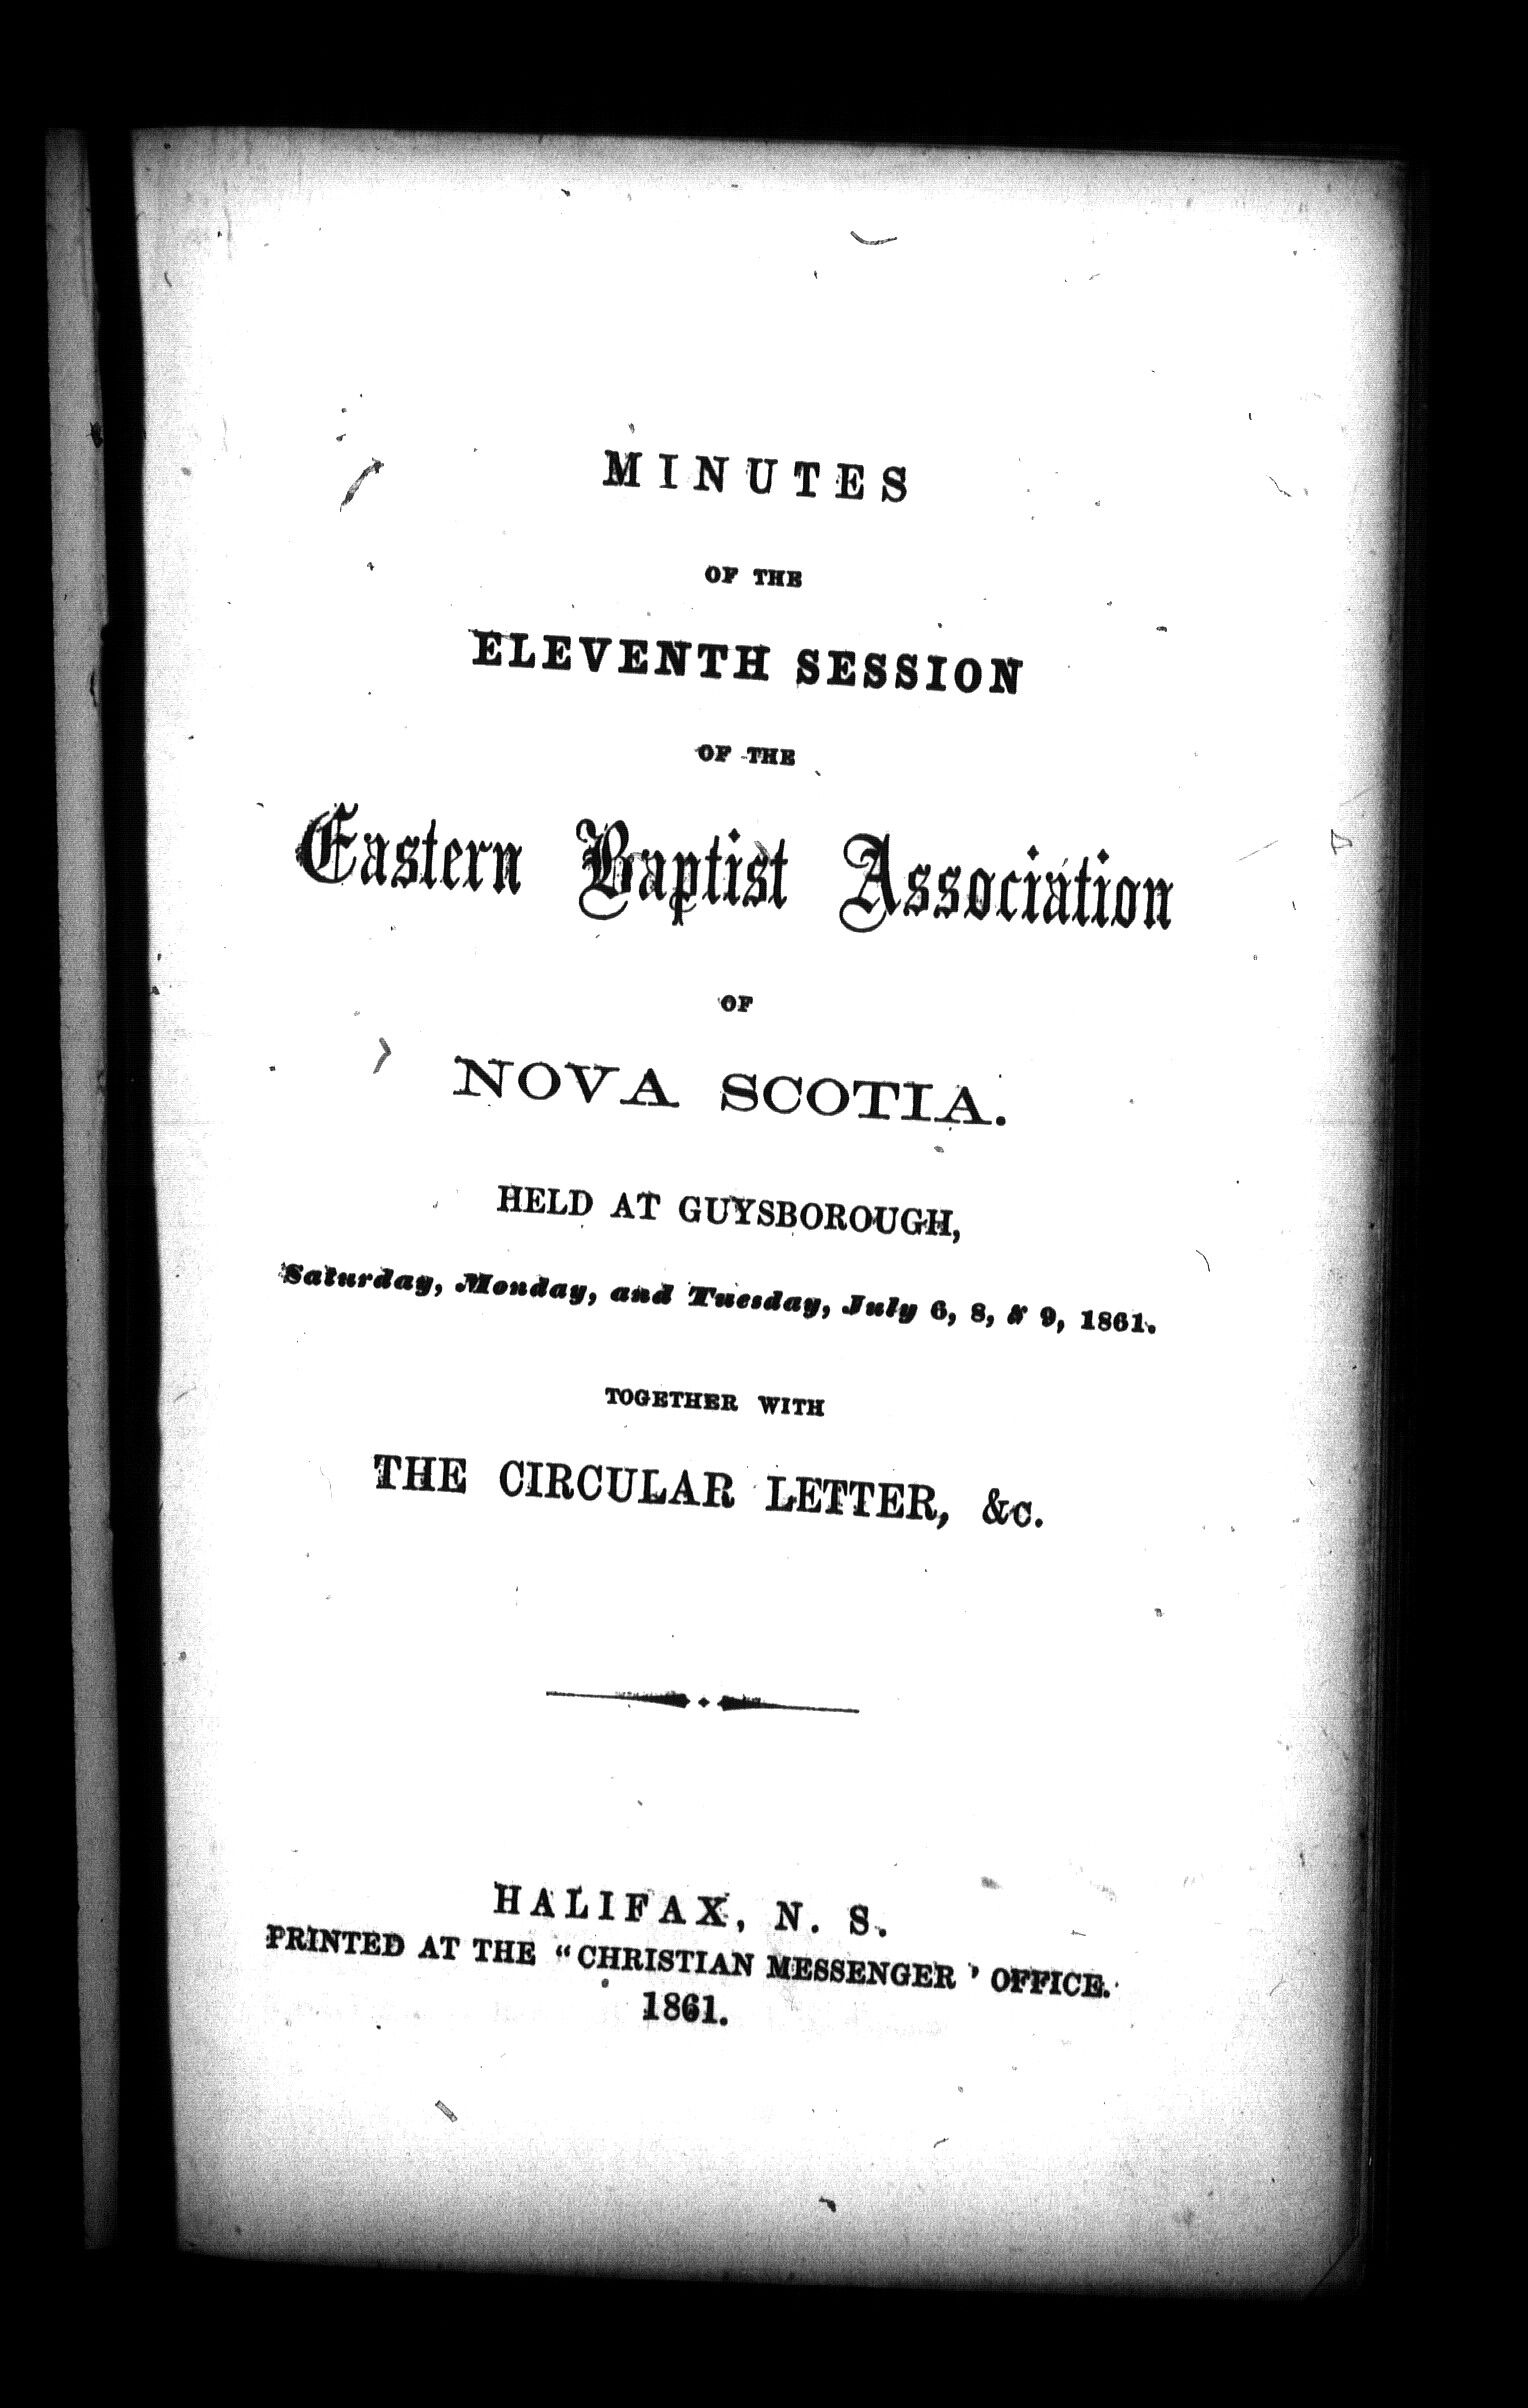 MINUTES
OF THE
ELEVENTH SESSION
OF THE
Eastern Baptist Association
OF
NOVA SCOTIA.
HELD AT GUYSBOROUGH,
Saturday, Monday, and Tuesday, July 6, 8, & 9, 1861.
TOGETHER WITH
THE CIRCULAR LETTER, &c.
HALIFAX, N. S.
PRINTED AT THE "CHRISTIAN MESSENGER ' OFFICE.
1861.